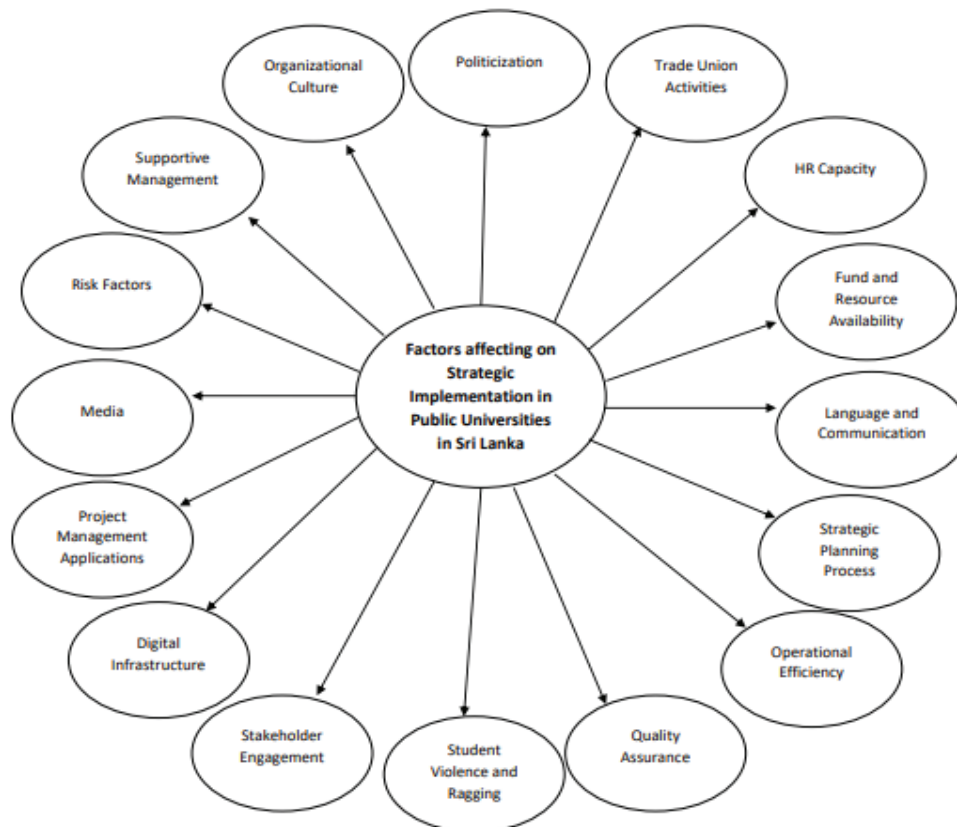 Politicization
Organizational
Culture
Trade Union
Activities
Supportive
Management
HR Capacity
Risk Factors
Fund and
Resource
Availability
Factors affecting on
Strategic
Implementation in
Public Universities
in Sri Lanka
Media
Language and
Communication
Project
Management
Applications
Strategic
Planning
Process
Digital
Infrastructure
Operational
Efficiency
Stakeholder
Engagement
Student
Violence and
Ragging
Quality
Assurance